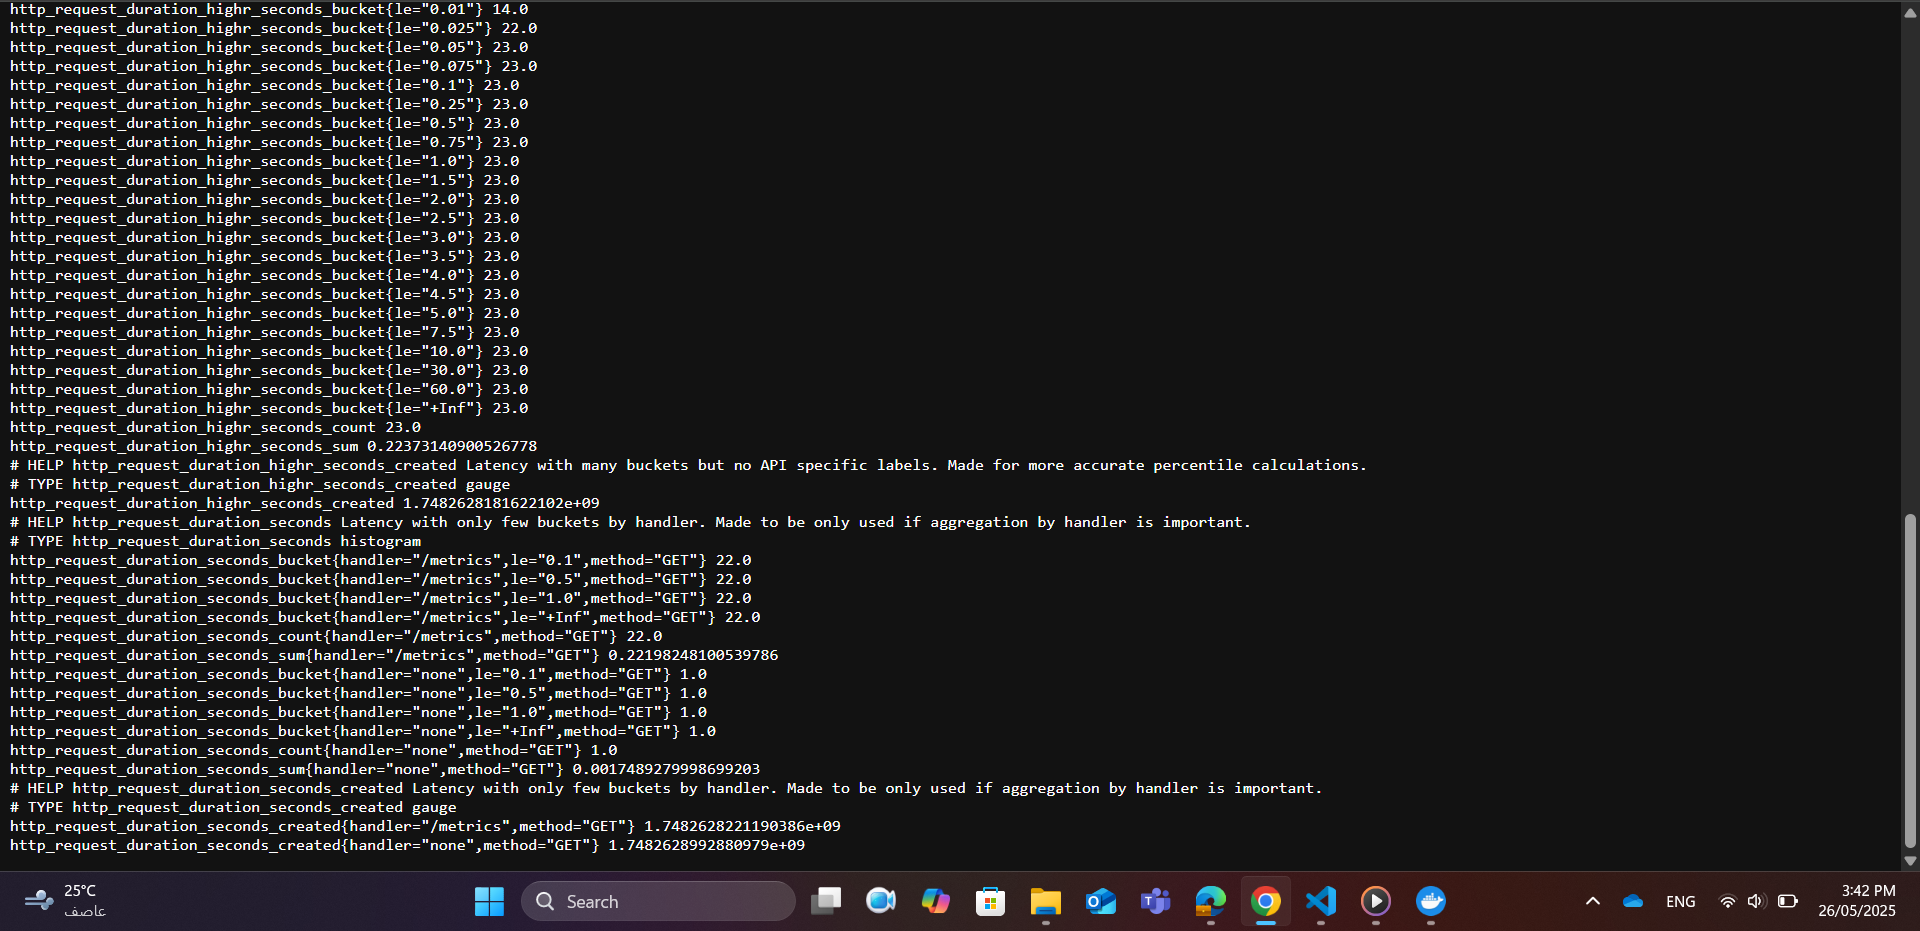 http_request_duration_highr_seconds_bucket{le="0.01"} 14.0
http_request_duration_highr_seconds_bucket{le="0.025"} 22.0
http_request_duration_highr_seconds_bucket{le="0.05"} 23.0
http_request_duration_highr_seconds_bucket{le="0.075"} 23.0
http_request_duration_highr_seconds_bucket{le="0.1"} 23.0
http_request_duration_highr_seconds_bucket{le="0.25"} 23.0
http_request_duration_highr_seconds_bucket{le="0.5"} 23.0
http_request_duration_highr_seconds_bucket{le="0.75"} 23.0
http_request_duration_highr_seconds_bucket{le="1.0"} 23.0
http_request_duration_highr_seconds_bucket{le="1.5"} 23.0
http_request_duration_highr_seconds_bucket{le="2.0"} 23.0
http_request_duration_highr_seconds_bucket{le="2.5"} 23.0
http_request_duration_highr_seconds_bucket{le="3.0"} 23.0
http_request_duration_highr_seconds_bucket{le="3.5"} 23.0
http_request_duration_highr_seconds_bucket{le="4.0"} 23.0
http_request_duration_highr_seconds_bucket{le="4.5"} 23.0
http_request_duration_highr_seconds_bucket{le="5.0"} 23.0
http_request_duration_highr_seconds_bucket{le="7.5"} 23.0
http_request_duration_highr_seconds_bucket{le="10.0"} 23.0
http_request_duration_highr_seconds_bucket{le="30.0"} 23.0
http_request_duration_highr_seconds_bucket{le="60.0"} 23.0
http_request_duration_highr_seconds_bucket{le="+Inf"} 23.0
http_request_duration_highr_seconds_count 23.0
http_request_duration_highr_seconds_sum 0.22373140900526778
# HELP http_request_duration_highr_seconds_created Latency with many buckets but no API specific labels. Made for more accurate percentile calculations.
# TYPE http_request_duration_highr_seconds_created gauge
http_request_duration_highr_seconds_created 1.7482628181622102e+09
# HELP http_request_duration_seconds Latency with only few buckets by handler. Made to be only used if aggregation by handler is important.
# TYPE http_request_duration_seconds histogram
http_request_duration_seconds_bucket{handler="/metrics",le="0.1",method="GET"} 22.0
http_request_duration_seconds_bucket{handler="/metrics",le="0.5",method="GET"} 22.0
http_request_duration_seconds_bucket{handler="/metrics",le="1.0",method="GET"} 22.0
http_request_duration_seconds_bucket{handler="/metrics",le="+Inf",method="GET"} 22.0
http_request_duration_seconds_count{handler="/metrics",method="GET"} 22.0
http_request_duration_seconds_sum{handler="/metrics",method="GET"} 0.22198248100539786
http_request_duration_seconds_bucket{handler="none",le="0.1",method="GET"} 1.0
http_request_duration_seconds_bucket{handler="none",le="0.5",method="GET"} 1.0
http_request_duration_seconds_bucket{handler="none",le="1.0",method="GET"} 1.0
http_request_duration_seconds_bucket{handler="none",le="+Inf",method="GET"} 1.0
http_request_duration_seconds_count{handler="none",method="GET"} 1.0
http_request_duration_seconds_sum{handler="none",method="GET"} 0.0017489279998699203
# HELP http_request_duration_seconds_created Latency with only few buckets by handler. Made to be only used if aggregation by handler is important.
# TYPE http_request_duration_seconds_created gauge
http_request_duration_seconds_created{handler="/metrics",method="GET"} 1.7482628221190386e+09
http_request_duration_seconds_created{handler="none",method="GET"} 1.7482628992880979e+09
25°C
عاصف
Search
ENG
3:42 PM
26/05/2025